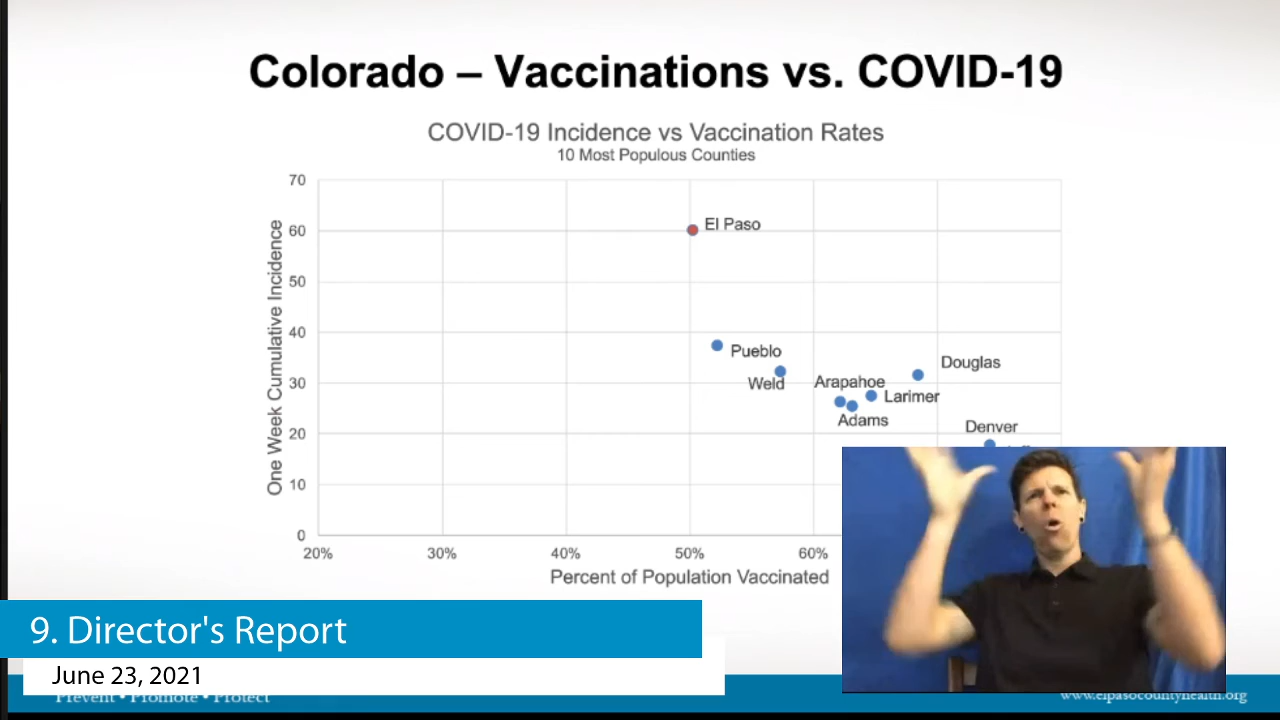 Colorado – Vaccinations vs. COVID-19
COVID-19 Incidence vs Vaccination Rates
10 Most Populous Counties
One Week Cumulative Incidence
70
60
50
40
30
20
10
0
El Paso
Pueblo
Weld
Arapahoe
Adams
Larimer
Douglas
Denver
20%
30%
40%
50%
60%
Percent of Population Vaccinated
9. Director's Report
June 23, 2021
Prevent • Promote • Protect
www.elpasocountyhealth.org